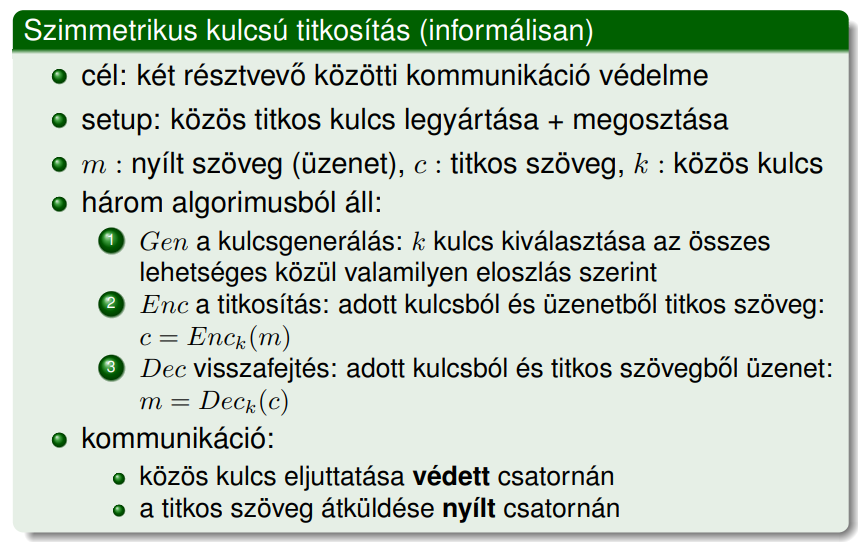 Szimmetrikus kulcsú titkosítás (informálisan)
cél: két résztvevő közötti kommunikáció védelme
setup: közös titkos kulcs legyártása + megosztása
m : nyílt szöveg (üzenet), c : titkos szöveg, k : közös kulcs
három algorimusból áll:
1 Gen a kulcsgenerálás: k kulcs kiválasztása az összes
lehetséges közül valamilyen eloszlás szerint
2 Enc a titkosítás: adott kulcsból és üzenetből titkos szöveg:
c = Enc_k(m)
3 Dec visszafejtés: adott kulcsból és titkos szövegből üzenet:
m = Dec_k(c)
kommunikáció:
közös kulcs eljuttatása védett csatornán
a titkos szöveg átküldése nyílt csatornán